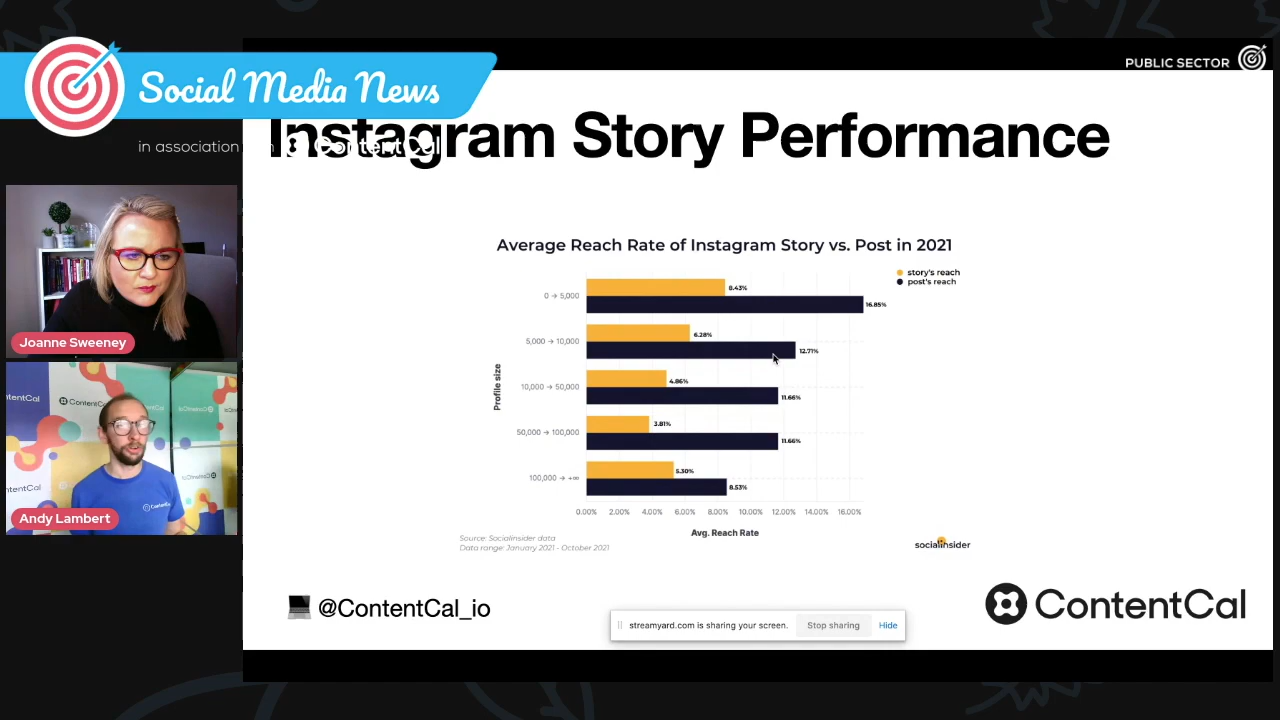 Social Media News
in association
ContentCal
PUBLIC SECTOR
Instagram Story Performance
Joanne Sweeney
ntentCal
ContentC
ntentCal
ContentCa
Andy Lambert
Average Reach Rate of Instagram Story vs. Post in 2021
story's reach
post's reach
Profile size
0 → 5,000
8.43%
16.85%
5,000 → 10,000
6.28%
12.71%
10,000 → 50,000
4.86%
11.66%
50,000 → 100,000
3.81%
11.66%
100,000 → +∞
5.30%
8.53%
0.00% 2.00% 4.00% 6.00% 8.00% 10.00% 12.00% 14.00% 16.00%
Avg. Reach Rate
Source: Socialinsider data
Data range: January 2021 - October 2021
socialinsider
@ContentCal_io
ContentCal
streamyard.com is sharing your screen.
Stop sharing
Hide